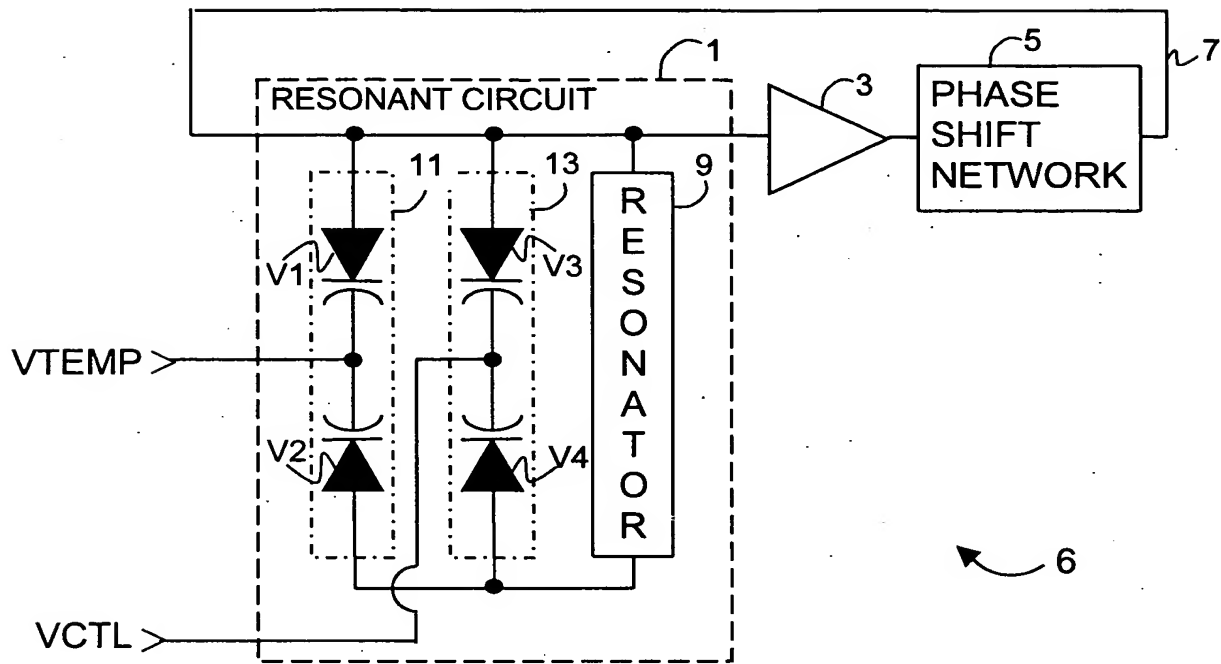 1
RESONANT CIRCUIT
3
5
7
PHASE
SHIFT
NETWORK
11
13
9
RESONATOR
V1
V3
VTEMP
V2
V4
6
VCTL